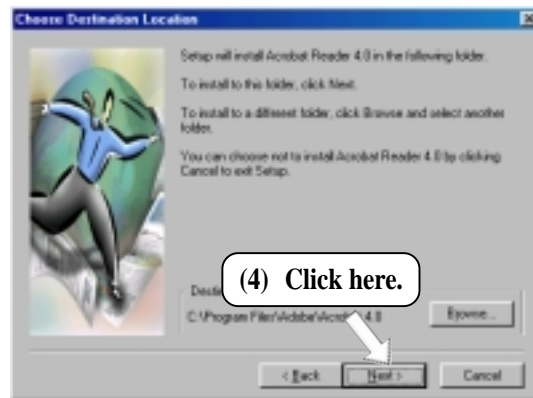 Choose Destination Location
Setup will install Acrobat Reader 4.0 in the following folder.
To install to this folder, click Next.
To install to a different folder, click Browse and select another
folder.
You can choose not to install Acrobat Reader 4.0 by clicking
Cancel to exit Setup.
(4) Click here.
C:\Program Files\Adobe\Acrobat 4.0
Browse...
< Back
Next >
Cancel